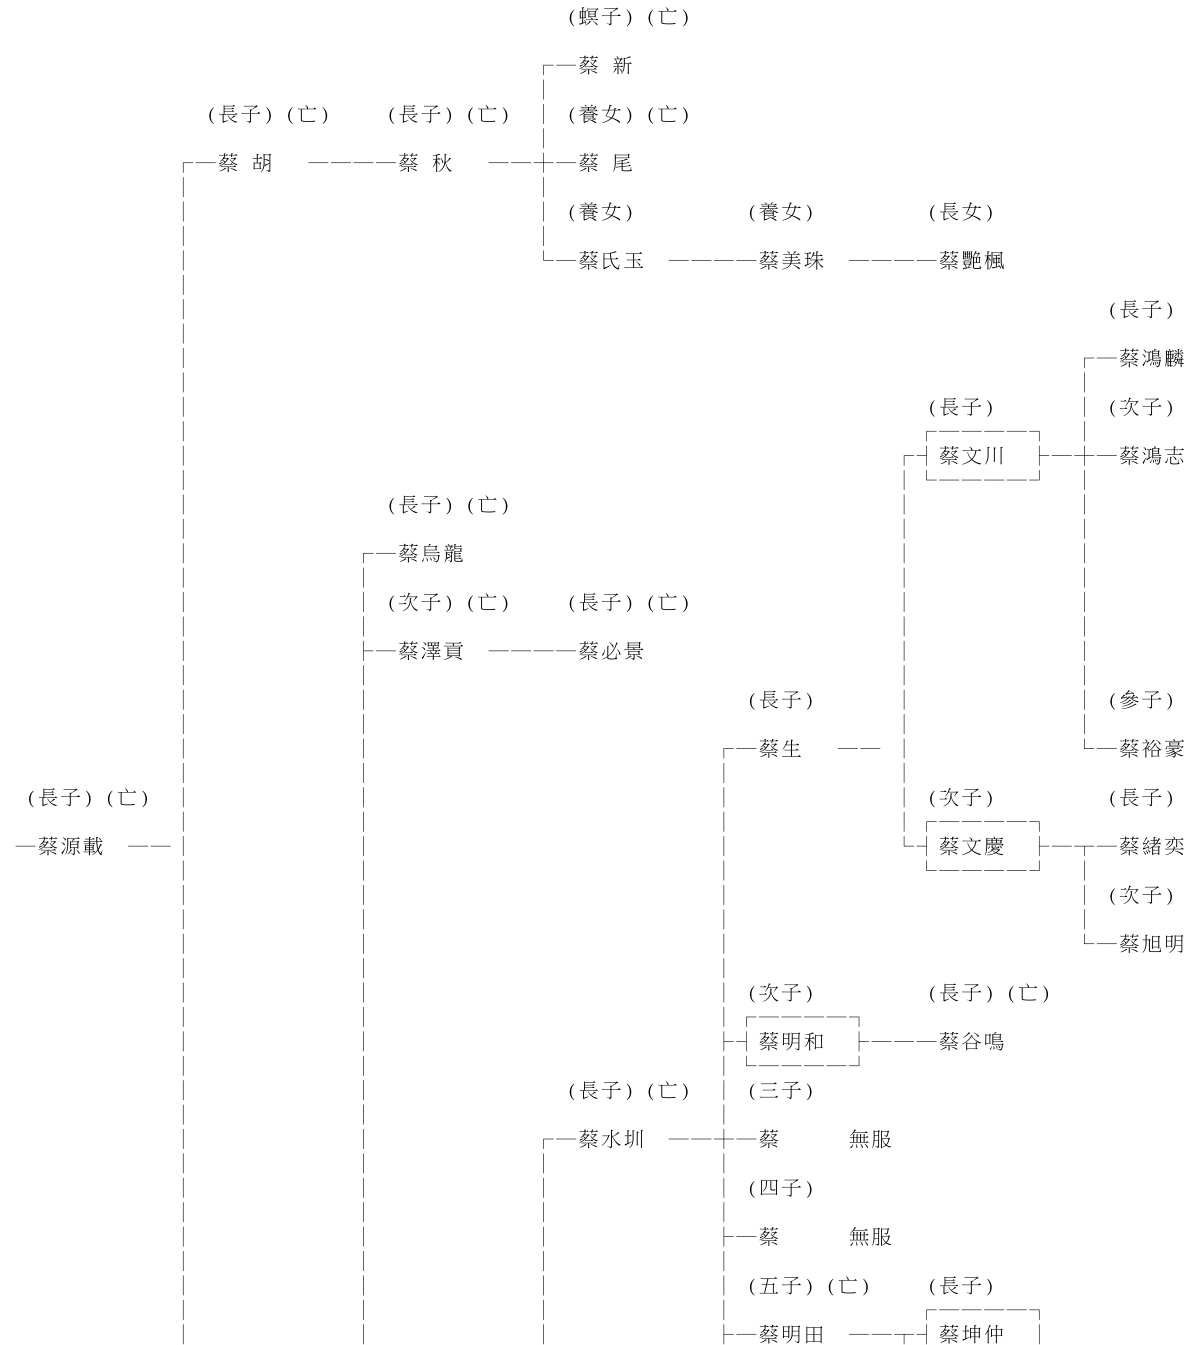 (螟子)(亡)
蔡 新
(長子)(亡) (長子)(亡) (養女)(亡)
蔡 胡 蔡 秋 蔡 尾
(養女) (養女) (長女)
蔡氏玉 蔡美珠 蔡艷楓
(長子)
蔡鴻麟
(長子) (次子)
蔡文川 蔡鴻志
(長子)(亡)
蔡烏龍
(次子)(亡) (長子)(亡)
蔡澤貢 蔡必景
(長子) (參子)
蔡生 蔡裕豪
(長子)(亡) (次子) (長子)
蔡源載 蔡文慶 蔡緒奕
(次子)
蔡旭明
(次子) (長子)(亡)
蔡明和 蔡谷鳴
(長子)(亡) (三子)
蔡水圳 蔡 無服
(四子)
蔡 無服
(五子)(亡) (長子)
蔡明田 蔡坤仲